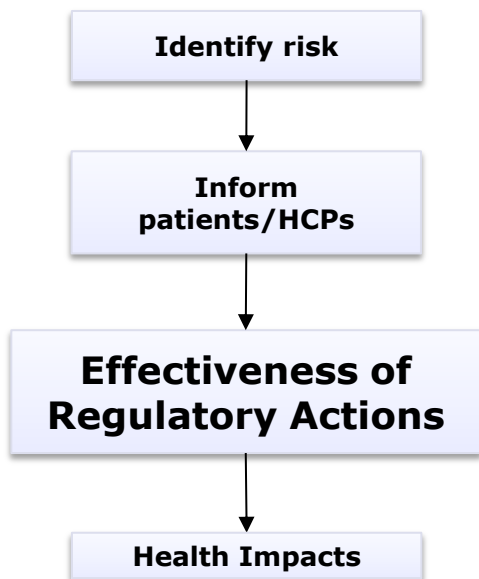 Identify risk
Inform
patients/HCPs
Effectiveness of
Regulatory Actions
Health Impacts